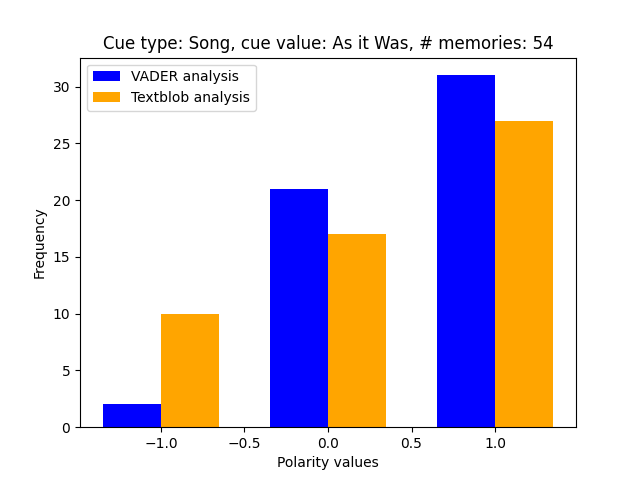 Cue type: Song, cue value: As it Was, # memories: 54
VADER analysis
Textblob analysis
Frequency
30
25
20
15
10
5
0
−1.0 −0.5 0.0 0.5 1.0
Polarity values